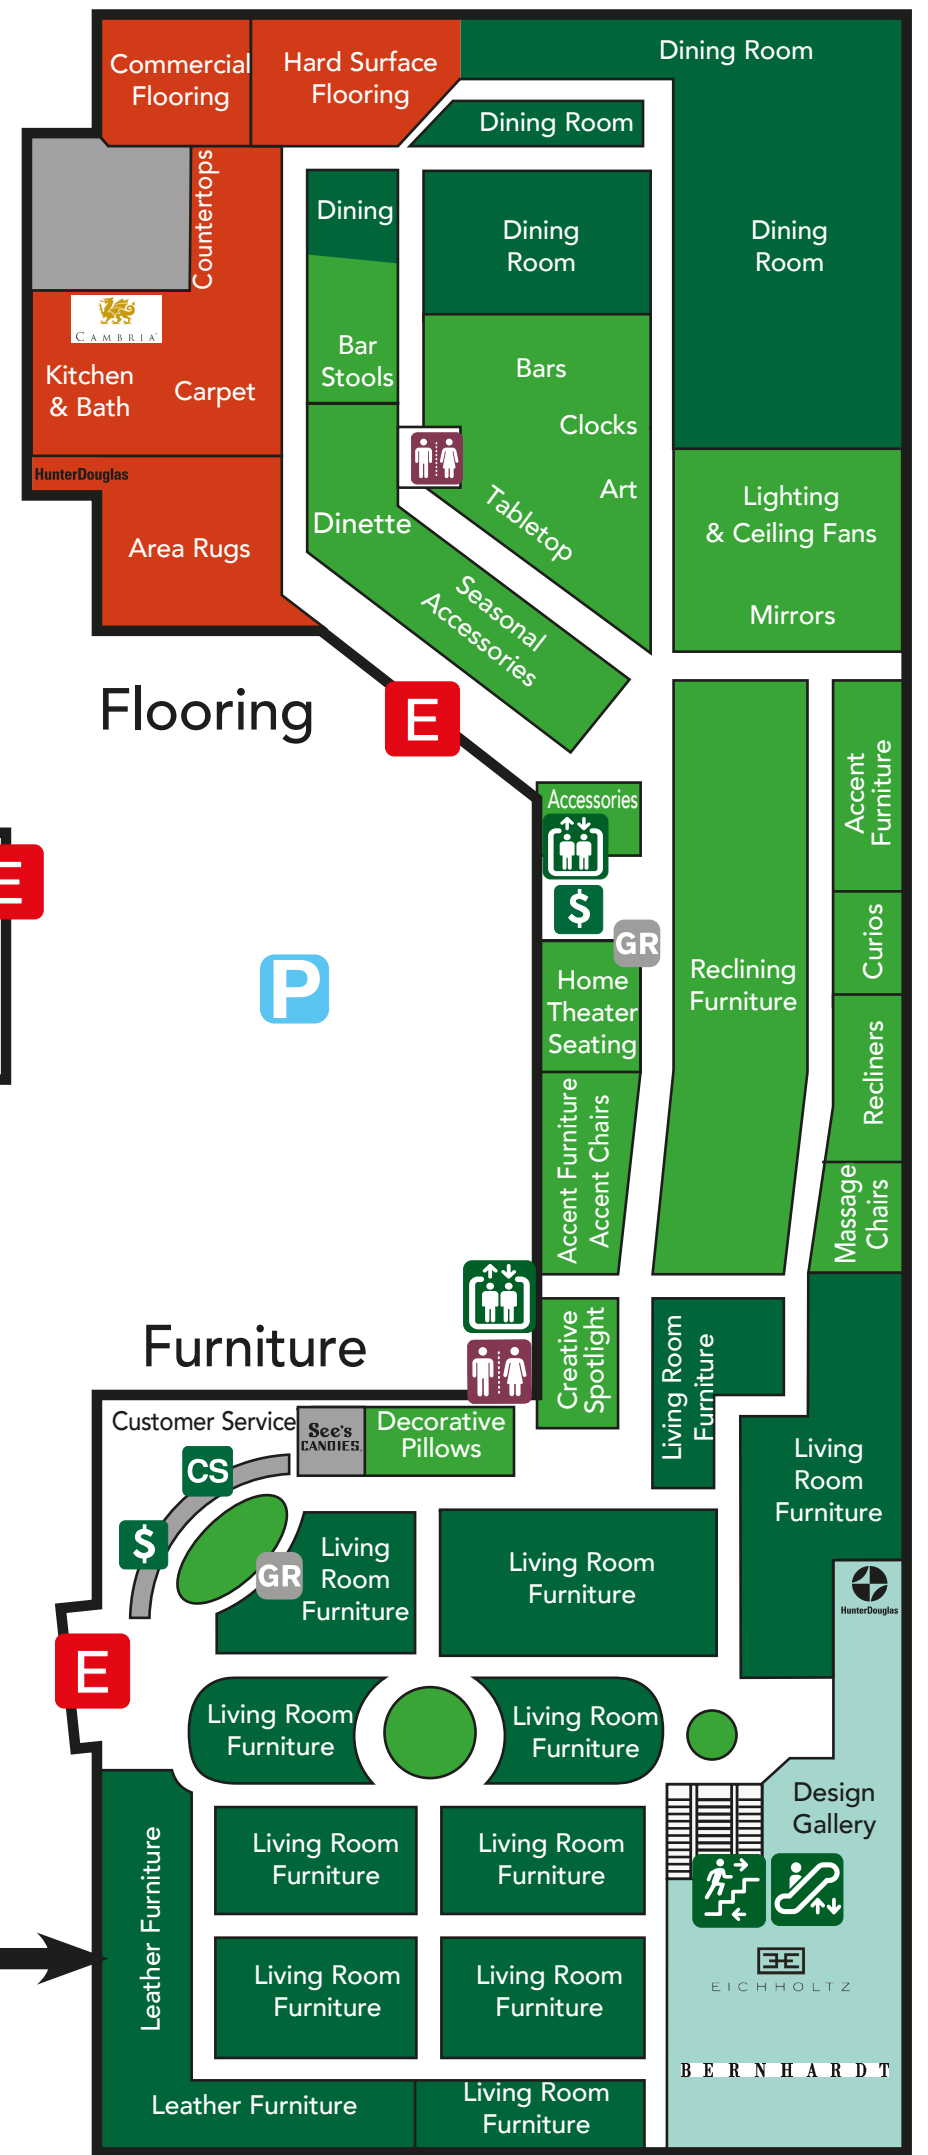 Commercial
Flooring
Hard Surface
Flooring
Dining Room
Dining Room
Countertops
Dining
Dining
Room
Dining
Room
CAMBRIA
Kitchen
& Bath
Carpet
Bar
Stools
Bars
Clocks
Art
Tabletop
HunterDouglas
Area Rugs
Dinette
Seasonal
Accessories
Lighting
& Ceiling Fans
Mirrors
Flooring
E
Accessories
Accent
Furniture
E
$
GR
P
Home
Theater
Seating
Reclining
Furniture
Curios
Recliners
Accent Furniture
Accent Chairs
Massage
Chairs
Furniture
Creative
Spotlight
Living Room
Furniture
Customer Service
See's
CANDIES
Decorative
Pillows
Living
Room
Furniture
CS
$
GR
Living
Room
Furniture
Living Room
Furniture
HunterDouglas
E
Living Room
Furniture
Living Room
Furniture
Design
Gallery
Leather Furniture
Living Room
Furniture
Living Room
Furniture
Living Room
Furniture
Living Room
Furniture
EICHHOLTZ
BERNHARDT
Leather Furniture
Living Room
Furniture